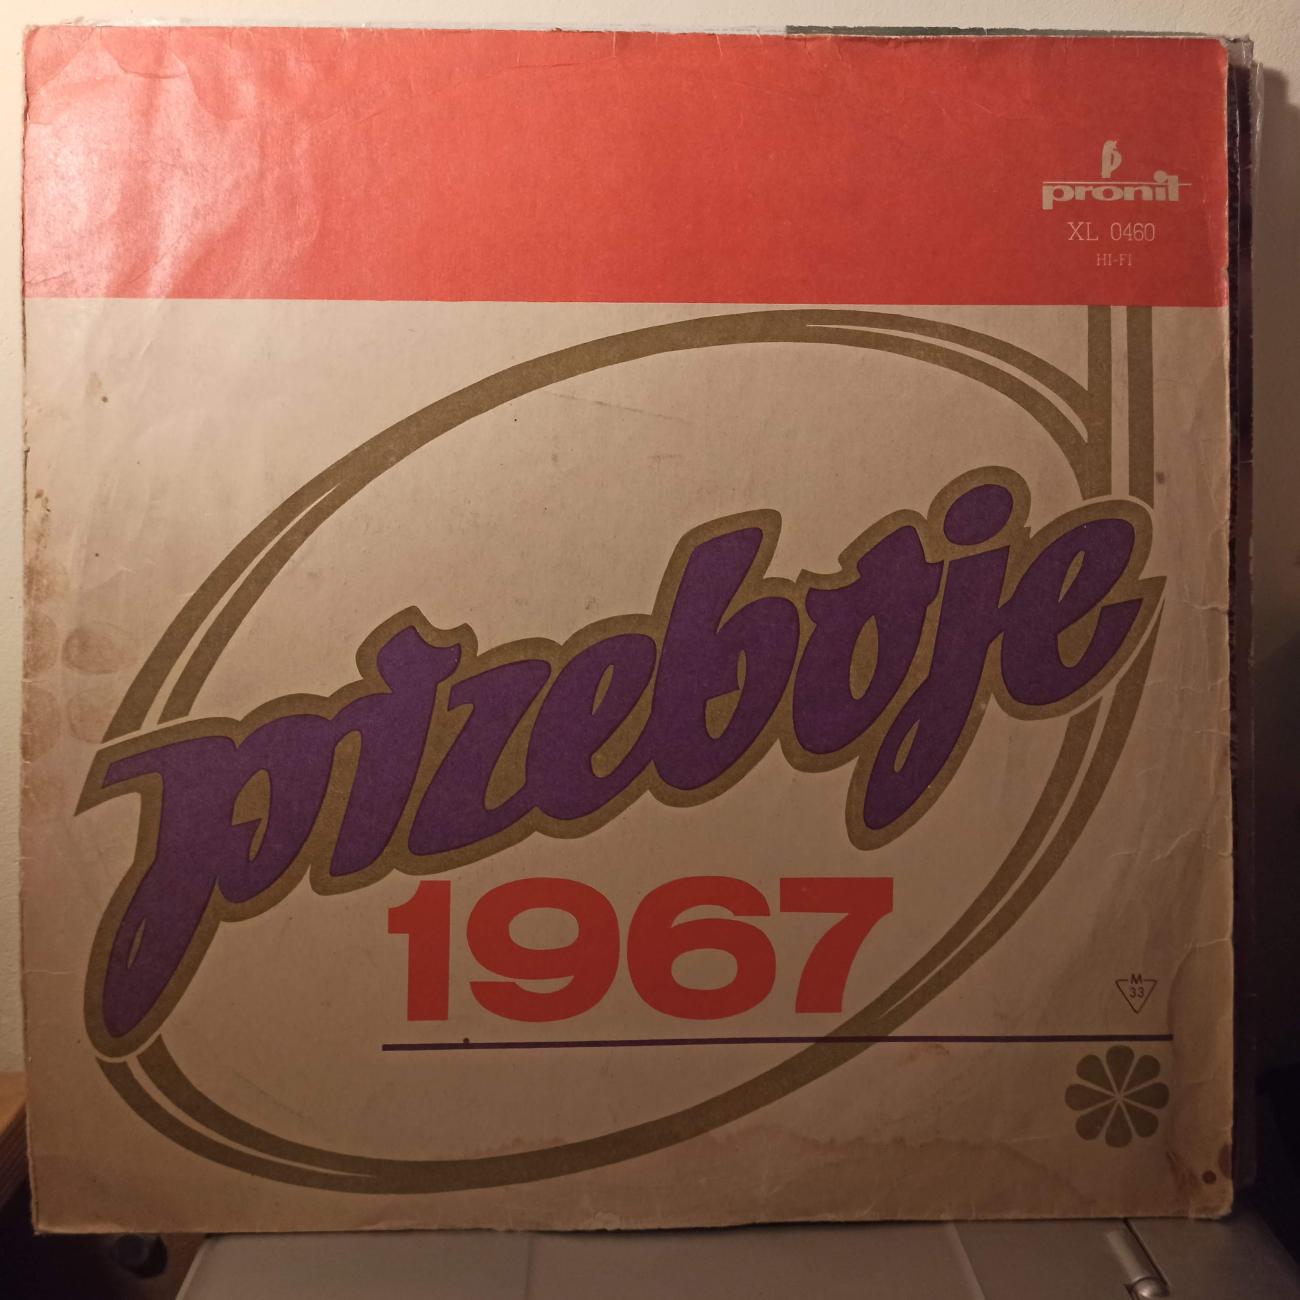 pronit
XL 0460
HI-FI
przeboje
1967
M
33